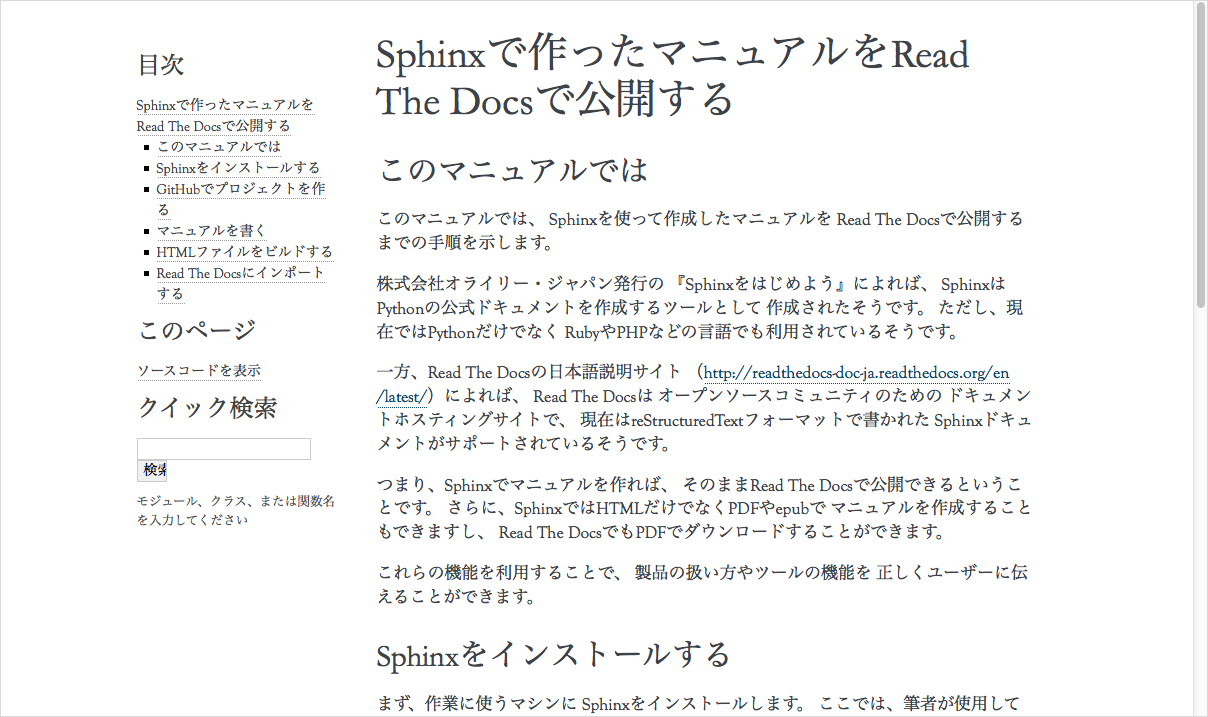 目次
Sphinxで作ったマニュアルを
Read The Docsで公開する
このマニュアルでは
Sphinxをインストールする
GitHubでプロジェクトを作
る
マニュアルを書く
HTMLファイルをビルドする
Read The Docsにインポート
する
このページ
ソースコードを表示
クイック検索
検索
モジュール、クラス、または関数名
を入力してください
Sphinxで作ったマニュアルをRead
The Docsで公開する
このマニュアルでは
このマニュアルでは、 Sphinxを使って作成したマニュアルを Read The Docsで公開する
までの手順を示します。
株式会社オライリー・ジャパン発行の 『Sphinxをはじめよう』によれば、 Sphinxは
Pythonの公式ドキュメントを作成するツールとして 作成されたそうです。 ただし、現
在ではPythonだけでなく RubyやPHPなどの言語でも利用されているそうです。
一方、Read The Docsの日本語説明サイト （http://readthedocs-doc-ja.readthedocs.org/en
/latest/）によれば、 Read The Docsは オープンソースコミュニティのための ドキュメン
トホスティングサイトで、 現在はreStructuredTextフォーマットで書かれた Sphinxドキュ
メントがサポートされているそうです。
つまり、Sphinxでマニュアルを作れば、 そのままRead The Docsで公開できるというこ
とです。 さらに、SphinxではHTMLだけでなくPDFやepubで マニュアルを作成すること
もできますし、 Read The DocsでもPDFでダウンロードすることができます。
これらの機能を利用することで、 製品の扱い方やツールの機能を 正しくユーザーに伝
えることができます。
Sphinxをインストールする
まず、作業に使うマシンに Sphinxをインストールします。 ここでは、筆者が使用して